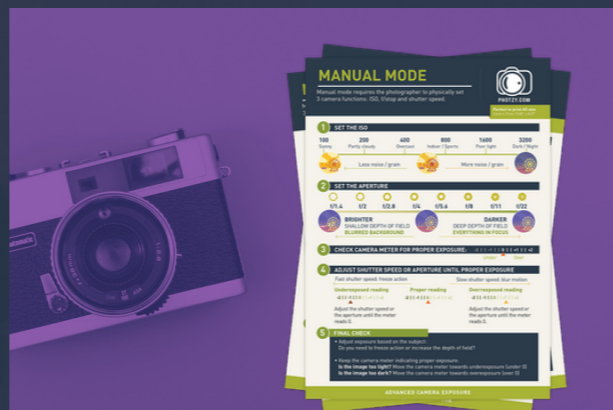 MANUAL MODE
Manual mode requires the photographer to physically set
3 camera functions: ISO, f/stop and shutter speed.
PHOTZY.COM
1 SET THE ISO
100 200 400 800 1600 3200
Sunny Partly cloudy Overcast Indoor / Sports Poor light Dark / Night
Less noise / grain More noise / grain
2 SET THE APERTURE
f/1.4 f/2 f/2.8 f/4 f/5.6 f/8 f/11 f/22
BRIGHTER DARKER
SHALLOW DEPTH OF FIELD DEEP DEPTH OF FIELD
BLURRED BACKGROUND EVERYTHING IN FOCUS
3 CHECK CAMERA METER FOR PROPER EXPOSURE:
Under Over
4 ADJUST SHUTTER SPEED OR APERTURE UNTIL PROPER EXPOSURE
Fast shutter speed: freeze action Slow shutter speed: blur motion
Underexposed reading Proper reading Overexposed reading
Adjust the shutter speed or Adjust the shutter speed or
the aperture until the meter the aperture until the meter
reads 0. reads 0.
5 FINAL CHECK
• Adjust exposure based on the subject:
Do you need to freeze action or increase the depth of field?
• Keep the camera meter indicating proper exposure:
Is the image too light? Move the camera meter towards underexposure (under 0)
Is the image too dark? Move the camera meter towards overexposure (over 0)
ADVANCED CAMERA EXPOSURE